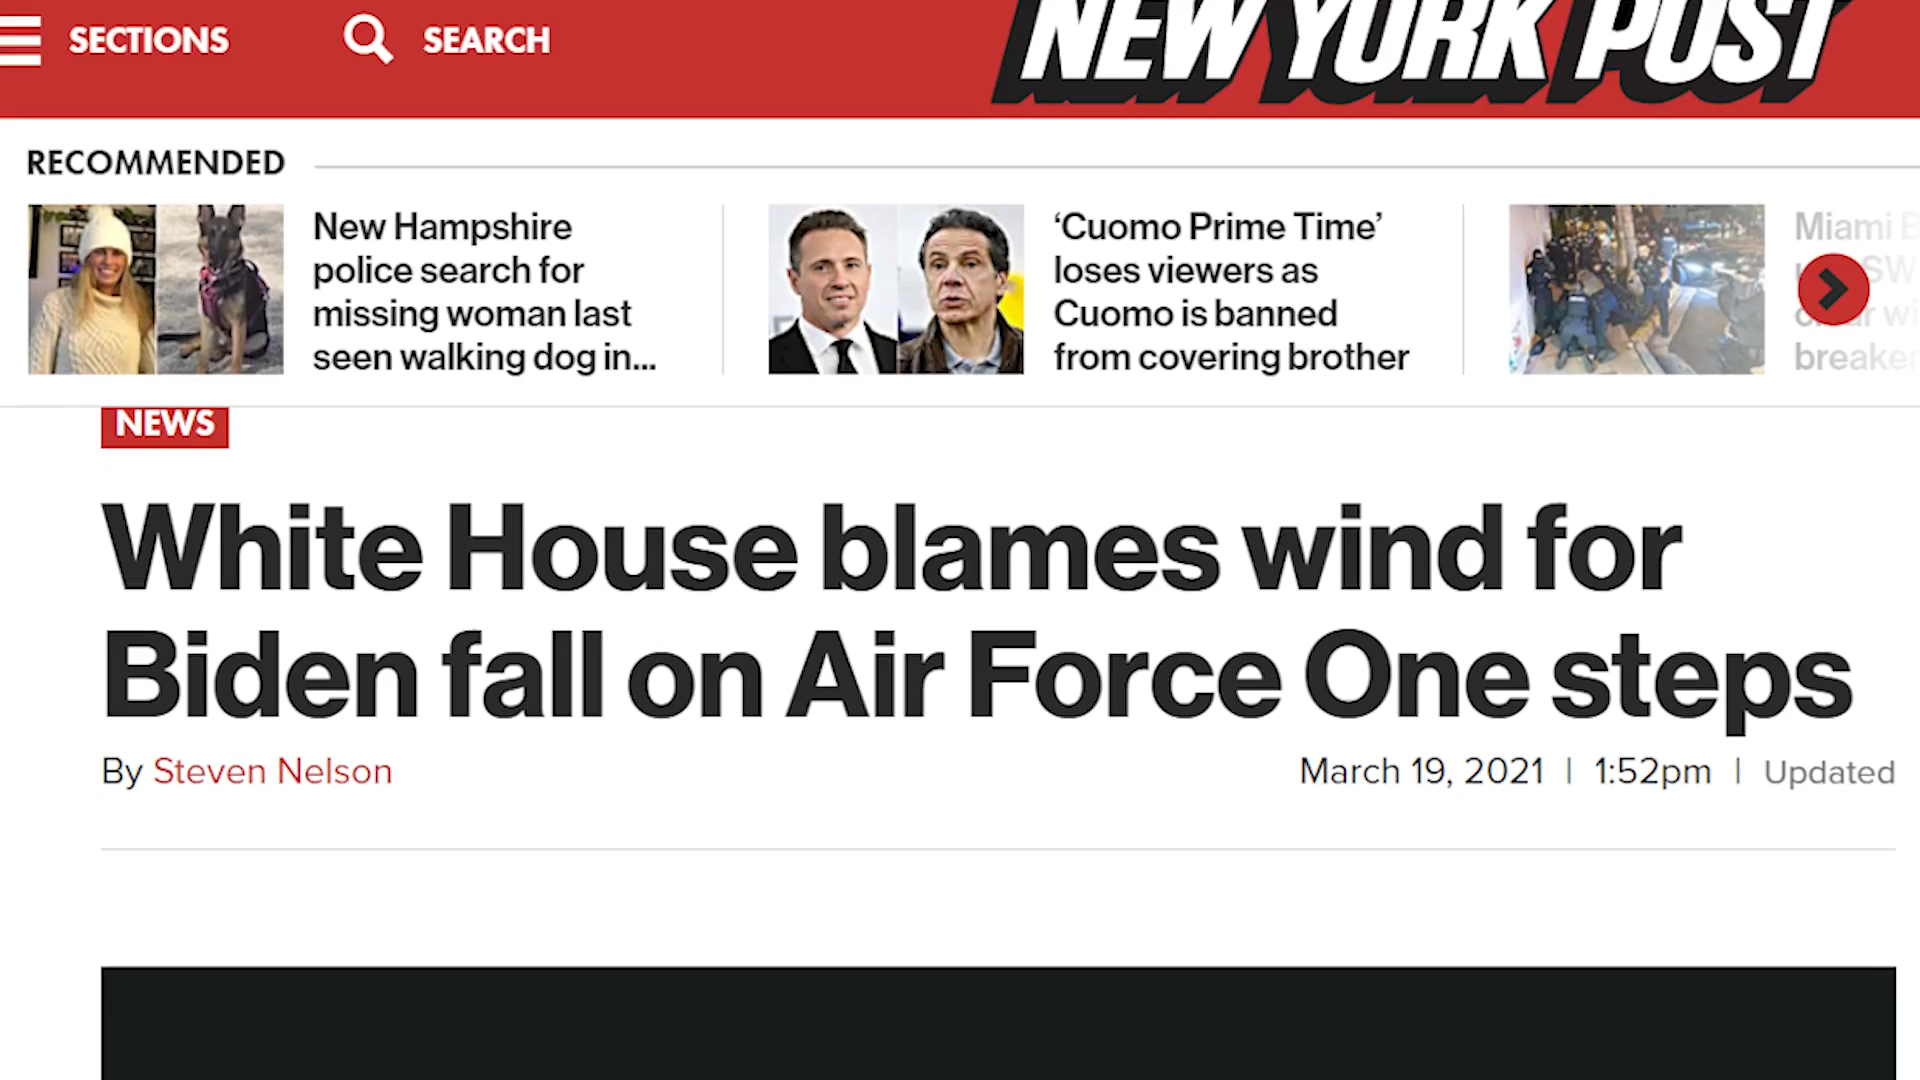 SECTIONS
SEARCH
NEW YORK POST
RECOMMENDED
New Hampshire
police search for
missing woman last
seen walking dog in...
‘Cuomo Prime Time’
loses viewers as
Cuomo is banned
from covering brother
Miami
NEWS
White House blames wind for
Biden fall on Air Force One steps
By Steven Nelson
March 19, 2021 | 1:52pm | Updated